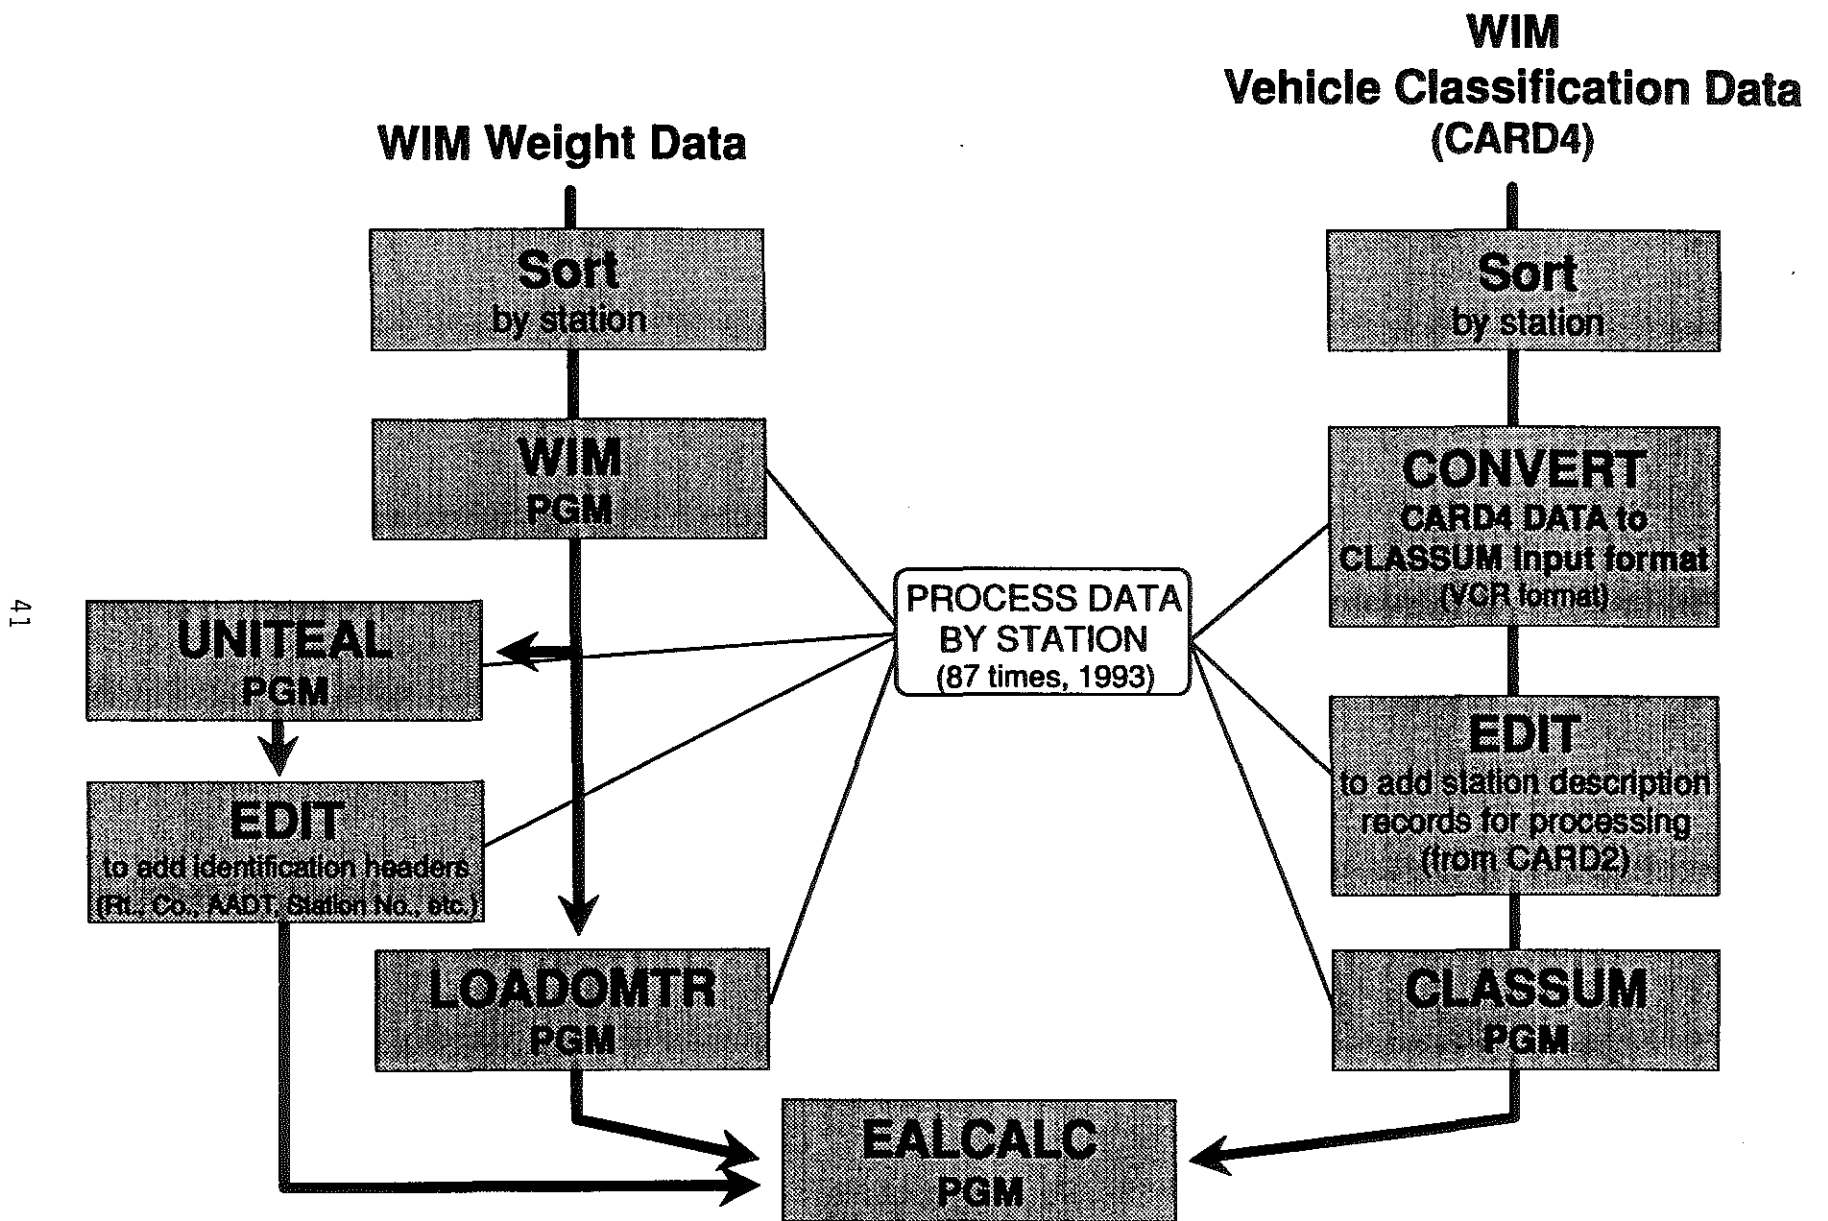 WIM Weight Data
Sort
by station
WIM
PGM
UNITEAL
PGM
EDIT
to add identification headers
(Rt., Co., AADT, Station No., etc.)
LOADOMTR
PGM
PROCESS DATA
BY STATION
(87 times, 1993)
WIM
Vehicle Classification Data
(CARD4)
Sort
by station
CONVERT
CARD4 DATA to
CLASSUM Input format
(VCR format)
EDIT
to add station description
records for processing
(from CARD2)
CLASSUM
PGM
EALCALC
PGM
41